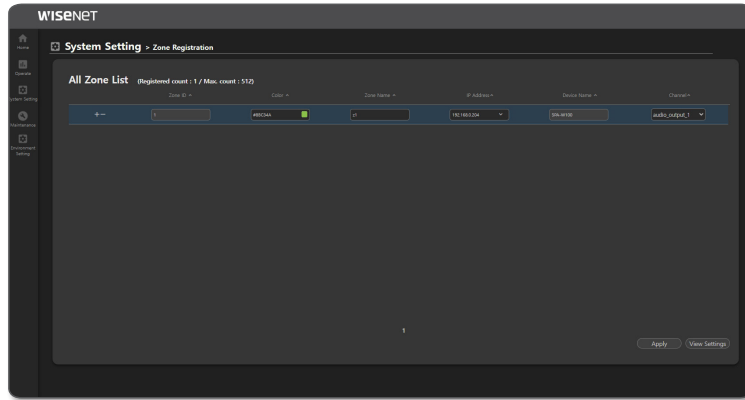 WISENET
Home
System Setting > Zone Registration
Operate
All Zone List (Registered count : 1 / Max. count : 512)
Zone ID Color Zone Name IP Address Device Name Channel
System Setting
+ − 1 #88C34A z1 192.168.0.204 SPA-W100 audio_output_1
Maintenance
Environment
Setting
1
Apply View Settings